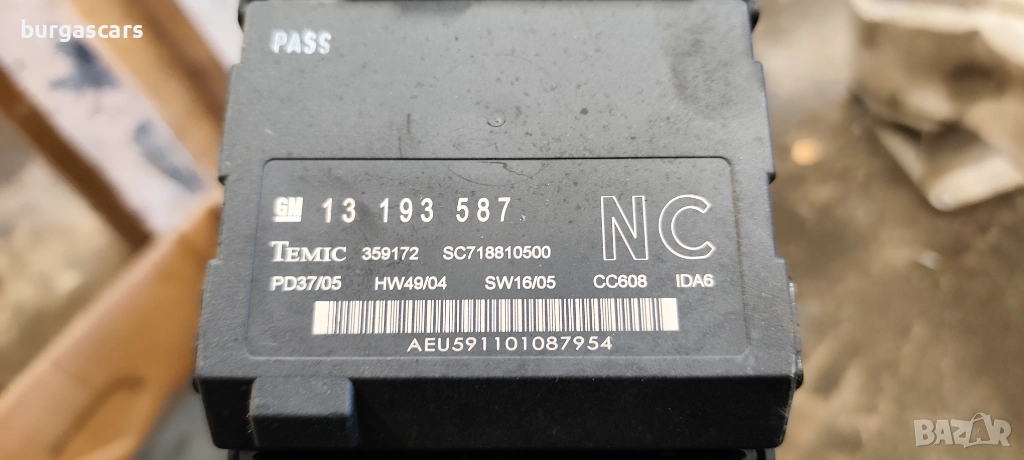 burgascars
PASS
GM 13 193 587
NC
TEMIC 359172 SC718810500
PD37/05 HW49/04 SW16/05 CC608 IDA6
AEU591101087954
BAZAR